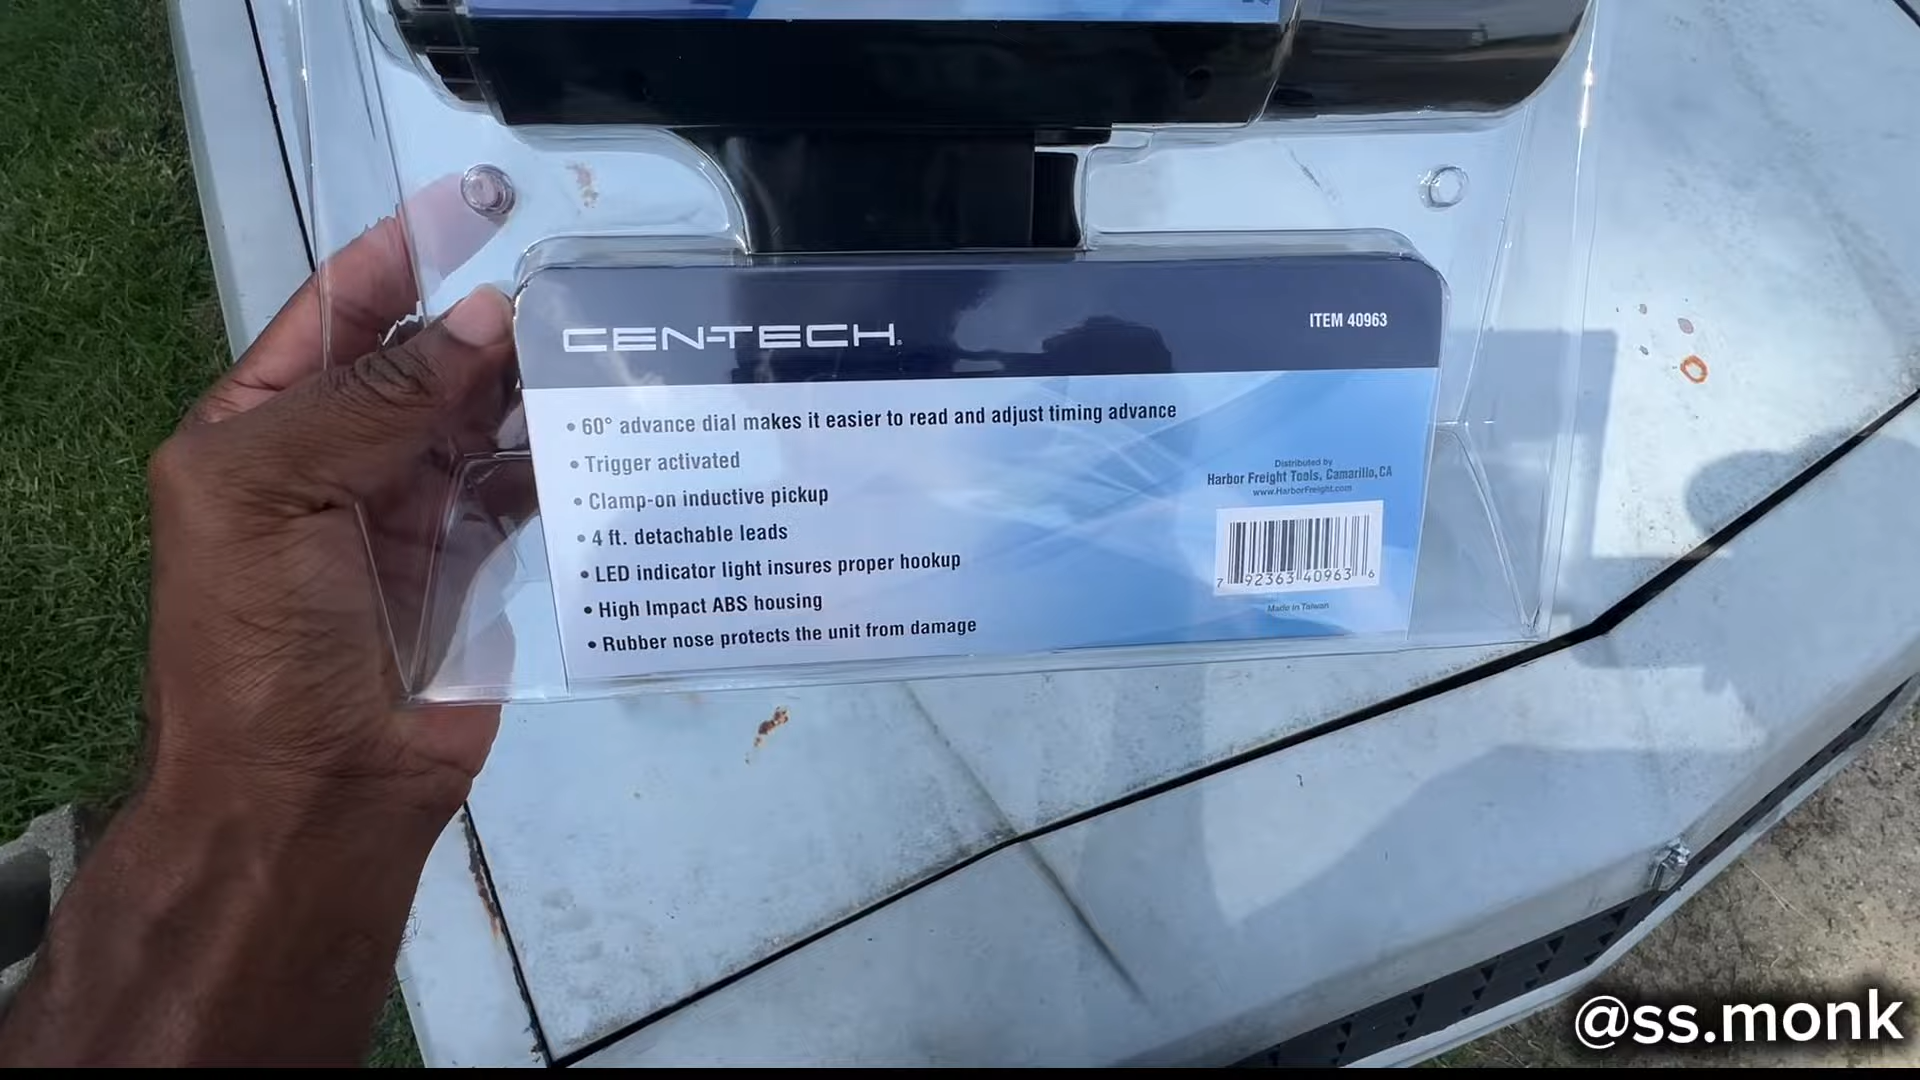 CEN-TECH®
ITEM 40963
• 60° advance dial makes it easier to read and adjust timing advance
• Trigger activated
• Clamp-on inductive pickup
• 4 ft. detachable leads
• LED indicator light insures proper hookup
• High Impact ABS housing
• Rubber nose protects the unit from damage
Distributed by
Harbor Freight Tools, Camarillo, CA
www.HarborFreight.com
7 92363 40963 6
Made in Taiwan
@ss.monk